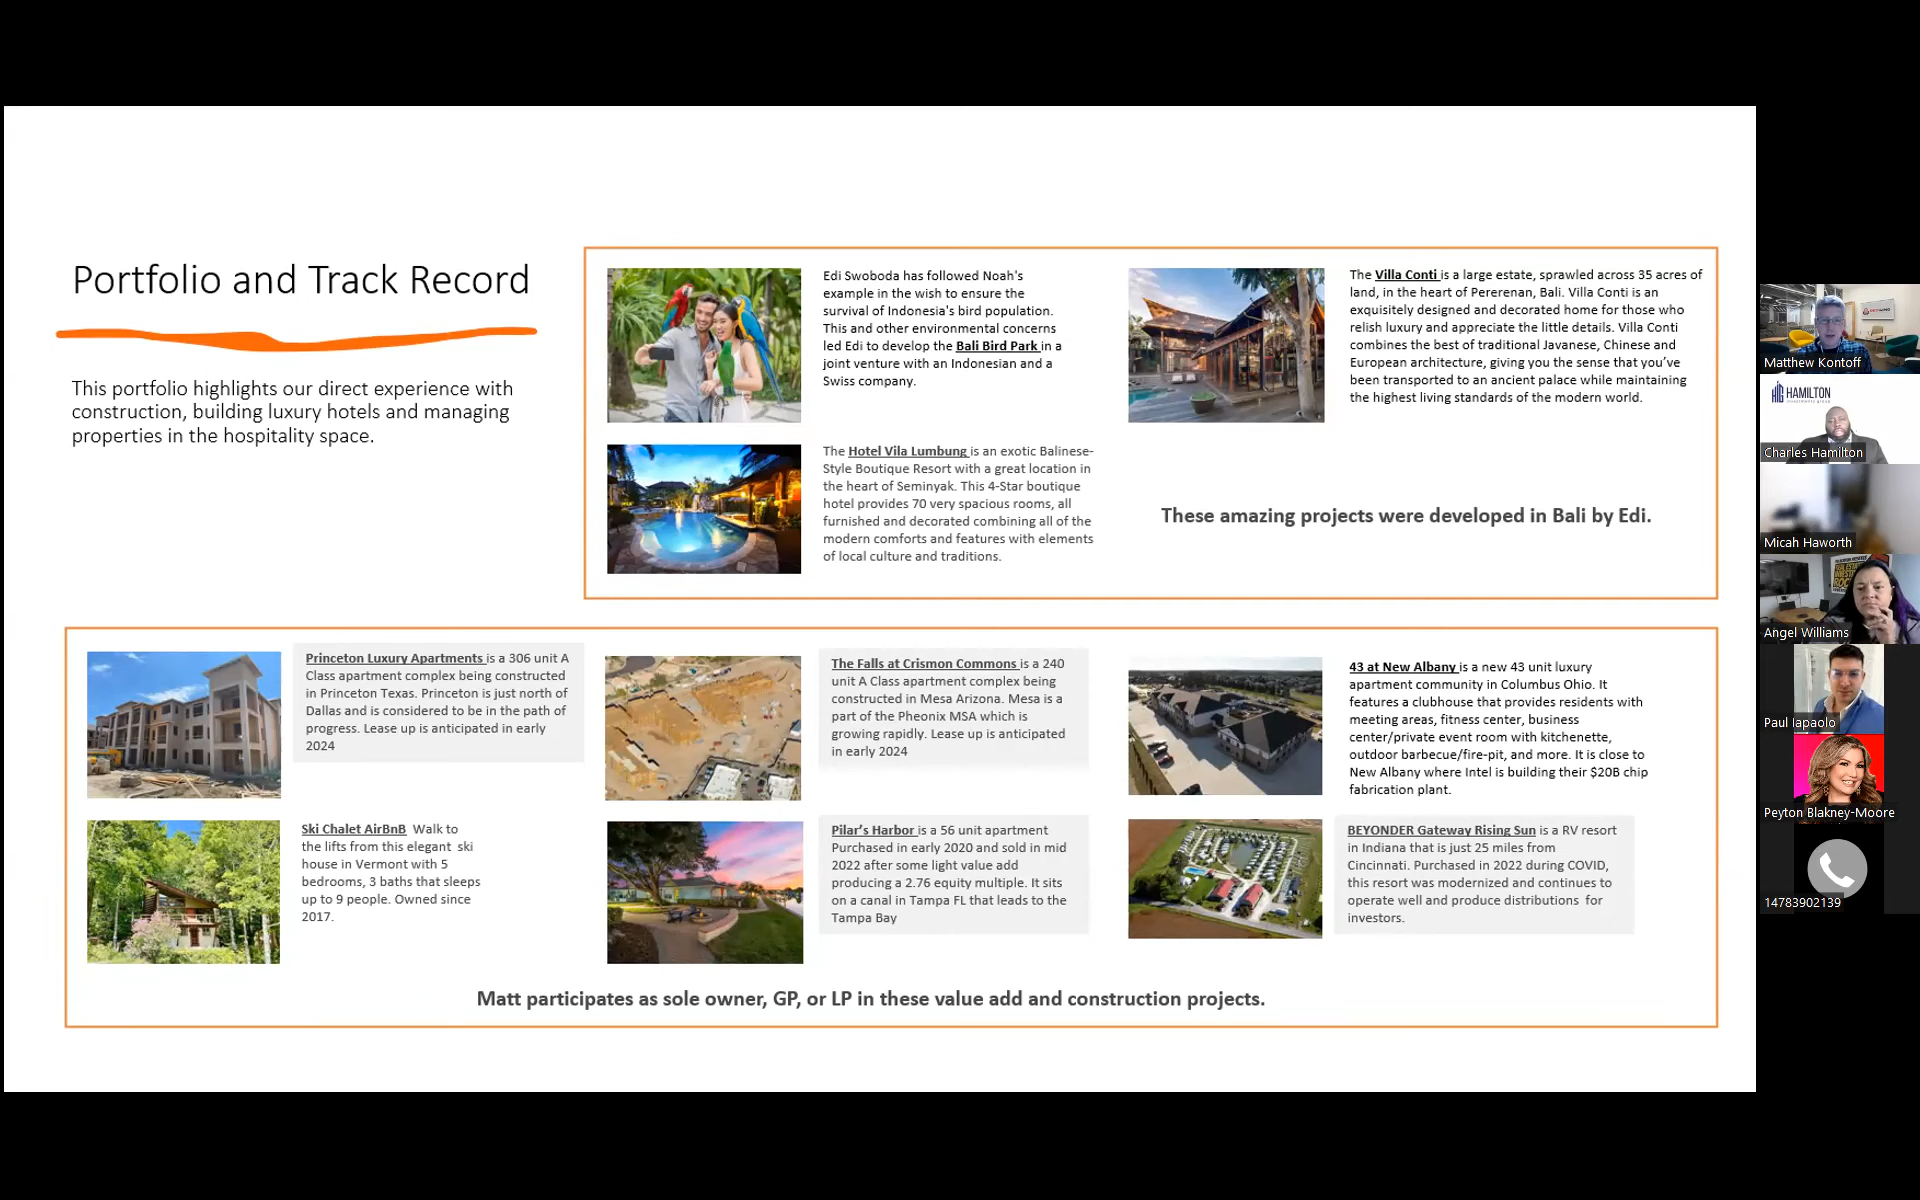 Portfolio and Track Record
This portfolio highlights our direct experience with
construction, building luxury hotels and managing
properties in the hospitality space.
Edi Swoboda has followed Noah's
example in the wish to ensure the
survival of Indonesia's bird population.
This and other environmental concerns
led Edi to develop the Bali Bird Park in a
joint venture with an Indonesian and a
Swiss company.
The Villa Conti is a large estate, sprawled across 35 acres of
land, in the heart of Pererenan, Bali. Villa Conti is an
exquisitely designed and decorated home for those who
relish luxury and appreciate the little details. Villa Conti
combines the best of traditional Javanese, Chinese and
European architecture, giving you the sense that you've
been transported to an ancient palace while maintaining
the highest living standards of the modern world.
The Hotel Vila Lumbung is an exotic Balinese-
Style Boutique Resort with a great location in
the heart of Seminyak. This 4-Star boutique
hotel provides 70 very spacious rooms, all
furnished and decorated combining all of the
modern comforts and features with elements
of local culture and traditions.
These amazing projects were developed in Bali by Edi.
Princeton Luxury Apartments is a 306 unit A
Class apartment complex being constructed
in Princeton Texas. Princeton is just north of
Dallas and is considered to be in the path of
progress. Lease up is anticipated in early
2024
The Falls at Crismon Commons is a 240
unit A Class apartment complex being
constructed in Mesa Arizona. Mesa is a
part of the Pheonix MSA which is
growing rapidly. Lease up is anticipated
in early 2024
43 at New Albany is a new 43 unit luxury
apartment community in Columbus Ohio. It
features a clubhouse that provides residents with
meeting areas, fitness center, business
center/private event room with kitchenette,
outdoor barbecue/fire-pit, and more. It is close to
New Albany where Intel is building their $20B chip
fabrication plant.
Ski Chalet AirBnB Walk to
the lifts from this elegant ski
house in Vermont with 5
bedrooms, 3 baths that sleeps
up to 9 people. Owned since
2017.
Pilar's Harbor is a 56 unit apartment
Purchased in early 2020 and sold in mid
2022 after some light value add
producing a 2.76 equity multiple. It sits
on a canal in Tampa FL that leads to the
Tampa Bay
BEYONDER Gateway Rising Sun is a RV resort
in Indiana that is just 25 miles from
Cincinnati. Purchased in 2022 during COVID,
this resort was modernized and continues to
operate well and produce distributions for
investors.
Matt participates as sole owner, GP, or LP in these value add and construction projects.
Matthew Kontoff
HAMILTON
Charles Hamilton
Micah Haworth
Angel Williams
Paul Iapaolo
Peyton Blakney-Moore
14783902139